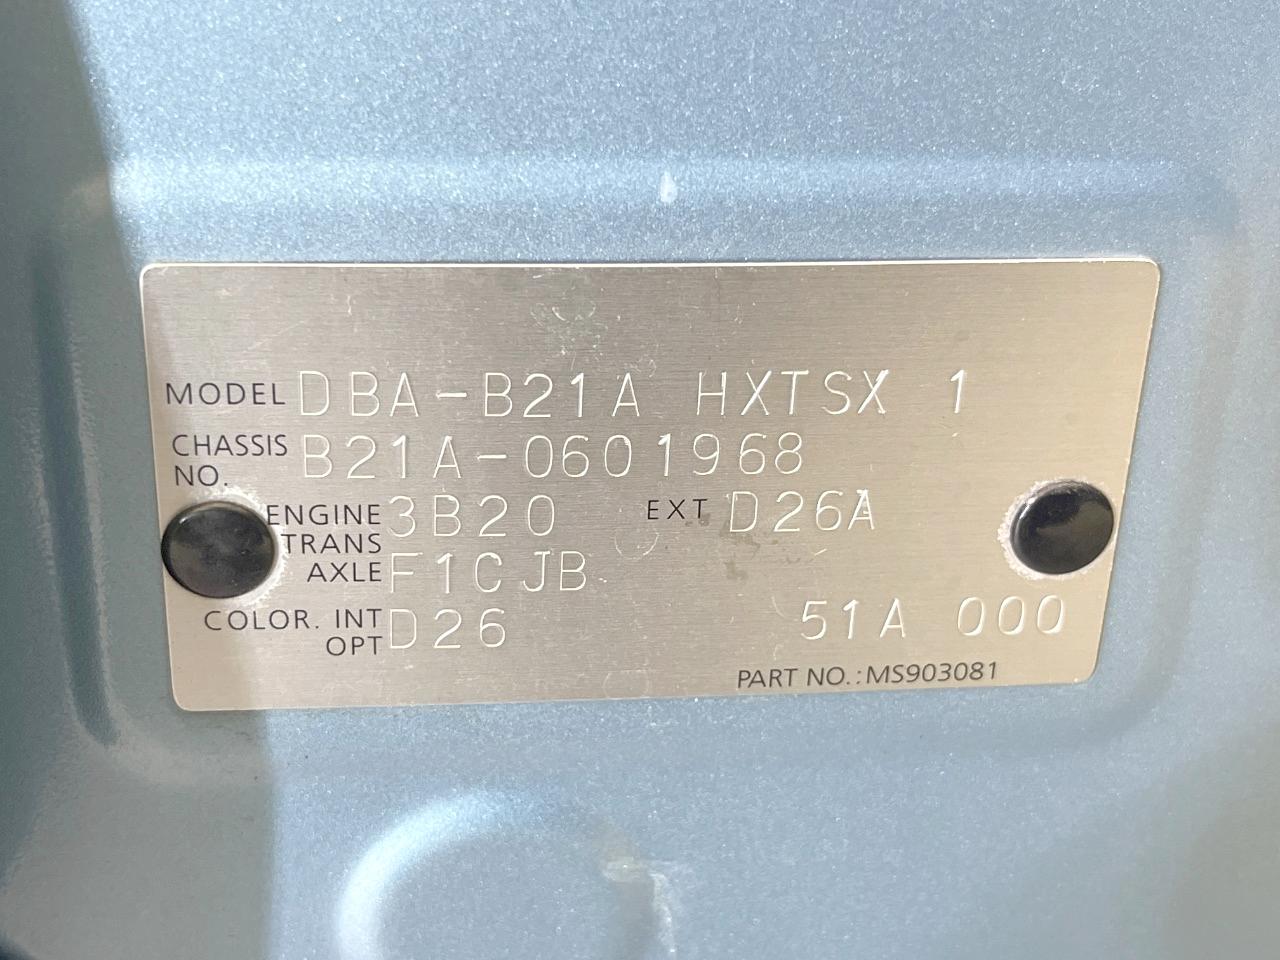 MODEL DBA-B21A HXTSX 1
CHASSIS NO. B21A-0601968
ENGINE 3B20 EXT D26A
TRANS AXLE F1CJB
COLOR. INT OPT D26 51A 000
PART NO.: MS903081